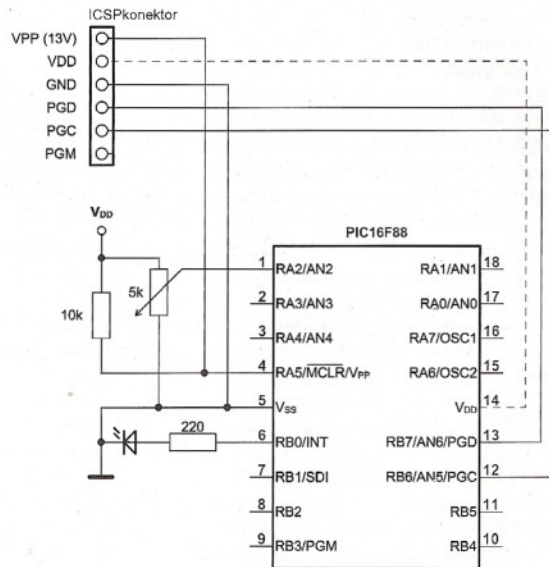 ICSPkonektor
VPP (13V)
VDD
GND
PGD
PGC
PGM
VDD
10k
5k
220
PIC16F88
1 RA2/AN2
2 RA3/AN3
3 RA4/AN4
4 RA5/MCLR/VPP
5 VSS
6 RB0/INT
7 RB1/SDI
8 RB2
9 RB3/PGM
RA1/AN1 18
RA0/AN0 17
RA7/OSC1 16
RA6/OSC2 15
VDD 14
RB7/AN6/PGD 13
RB6/AN5/PGC 12
RB5 11
RB4 10